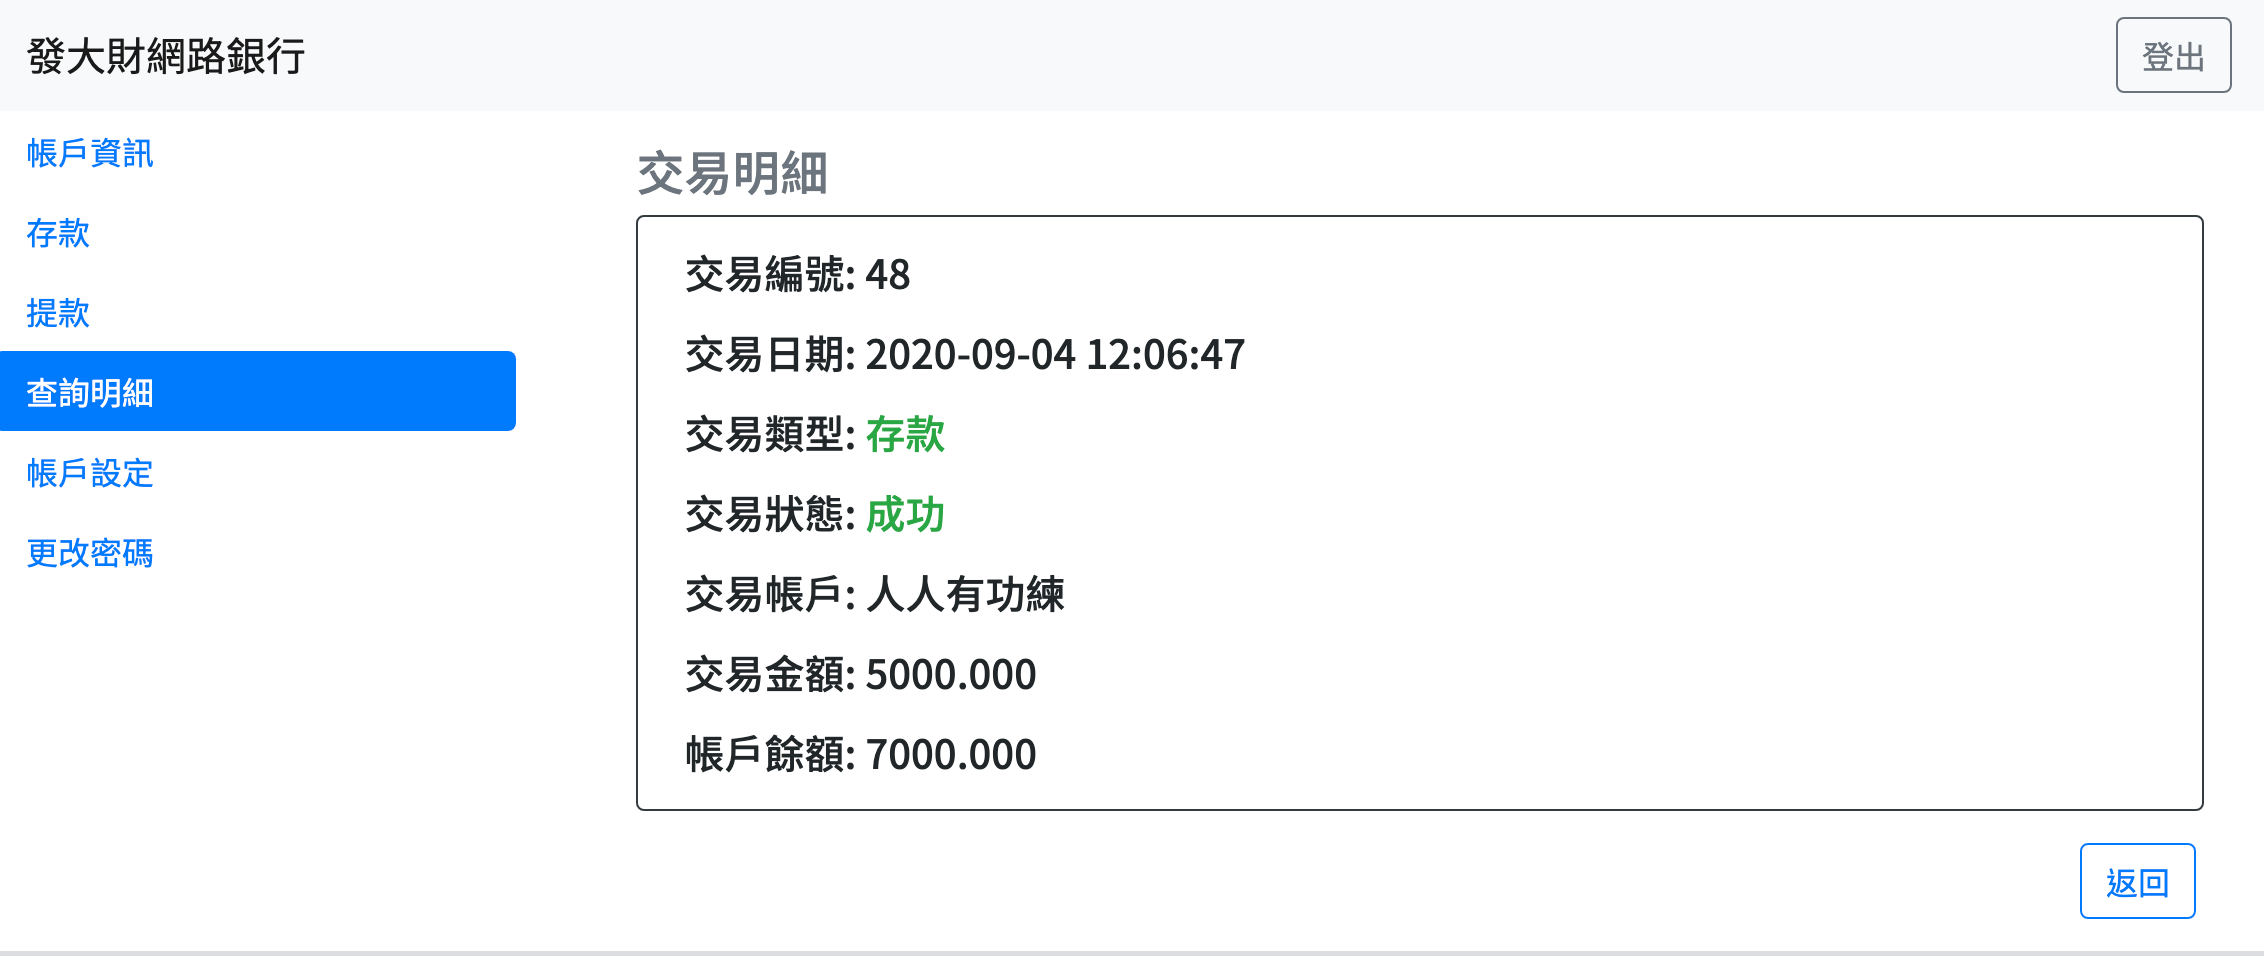 發大財網路銀行
登出
帳戶資訊
存款
提款
查詢明細
帳戶設定
更改密碼
交易明細
交易編號: 48
交易日期: 2020-09-04 12:06:47
交易類型: 存款
交易狀態: 成功
交易帳戶: 人人有功練
交易金額: 5000.000
帳戶餘額: 7000.000
返回